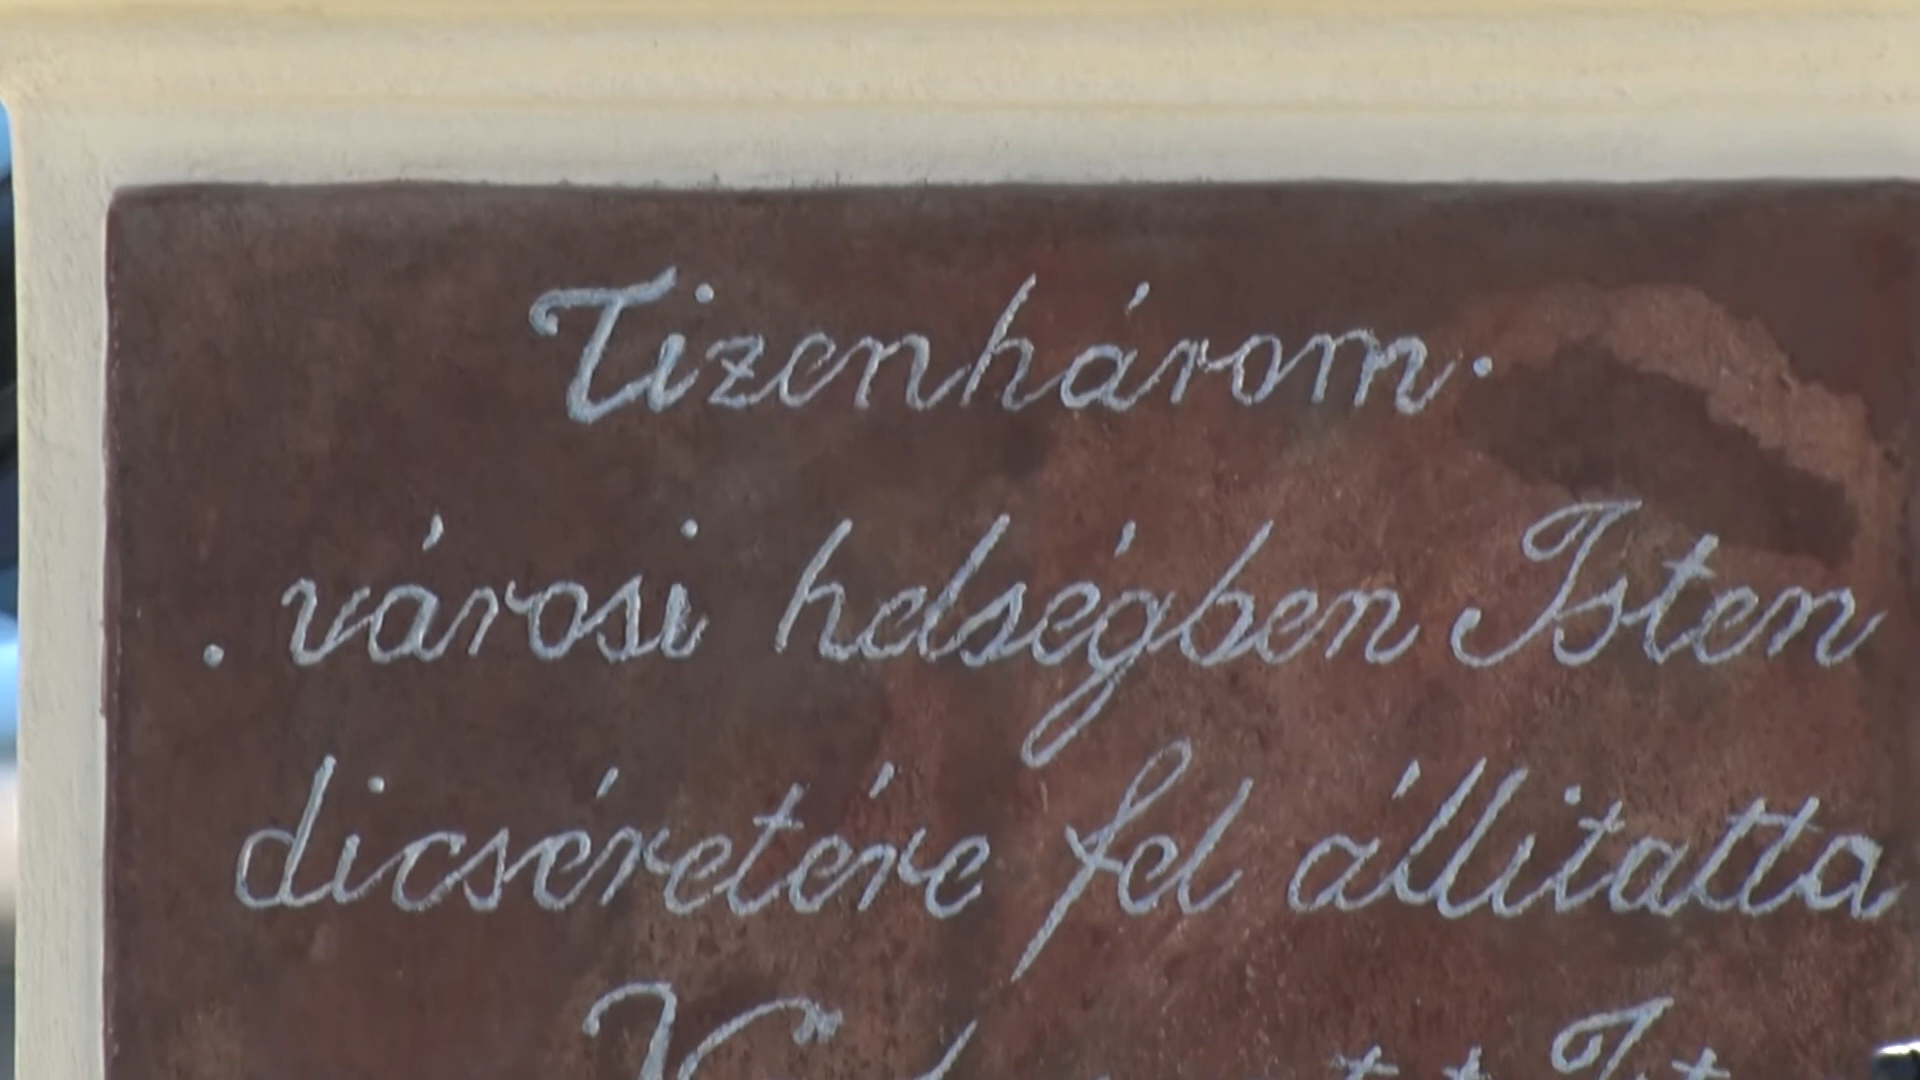 Tizenhárom.
. városi helségben Isten
dicséretére fel állitatta